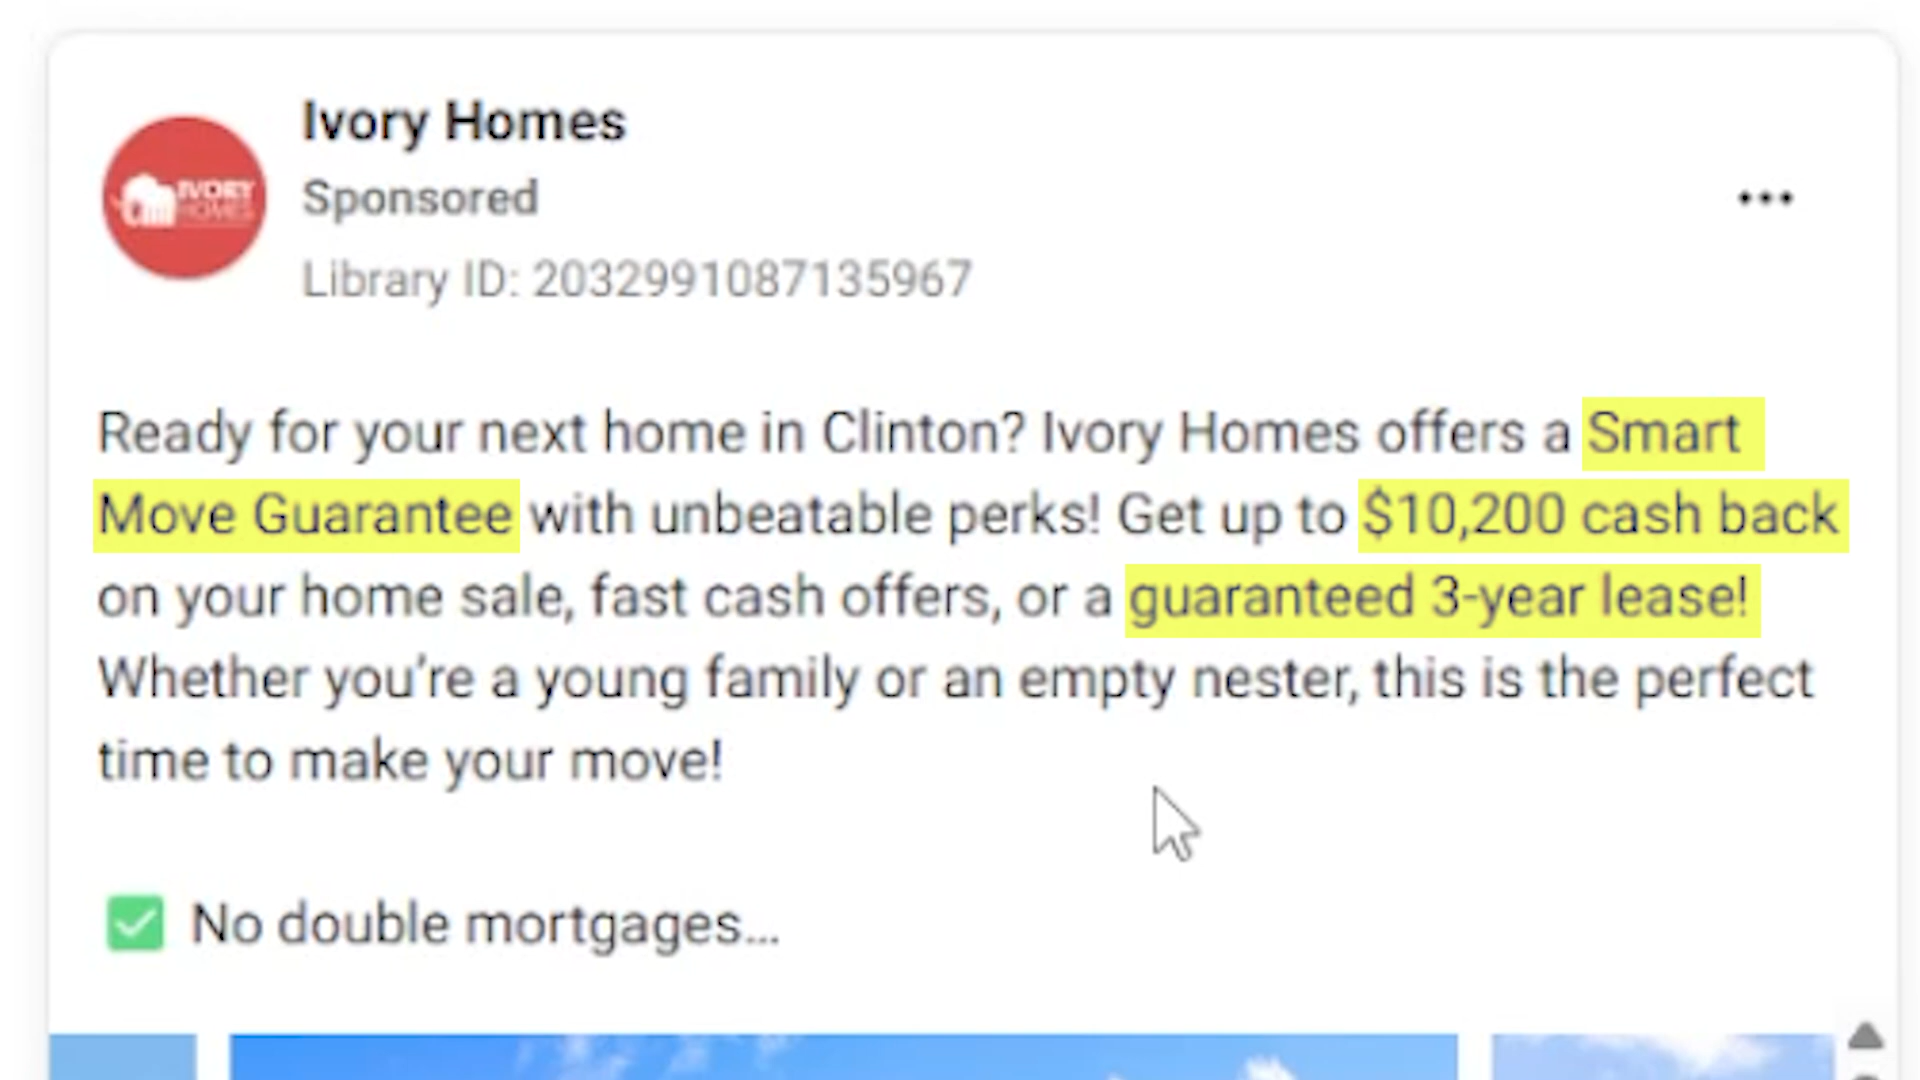 Ivory Homes
IVORY
HOMES
Sponsored
Library ID: 2032991087135967
Ready for your next home in Clinton? Ivory Homes offers a Smart
Move Guarantee with unbeatable perks! Get up to $10,200 cash back
on your home sale, fast cash offers, or a guaranteed 3-year lease!
Whether you’re a young family or an empty nester, this is the perfect
time to make your move!
✅ No double mortgages...